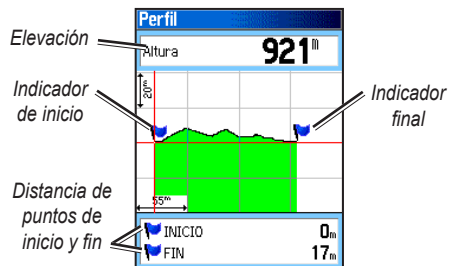 Perfil
Elevación
Altura 921m
20m
Indicador
de inicio
Indicador
final
55m
Distancia de
puntos de
inicio y fin
INICIO 0m
FIN 17m